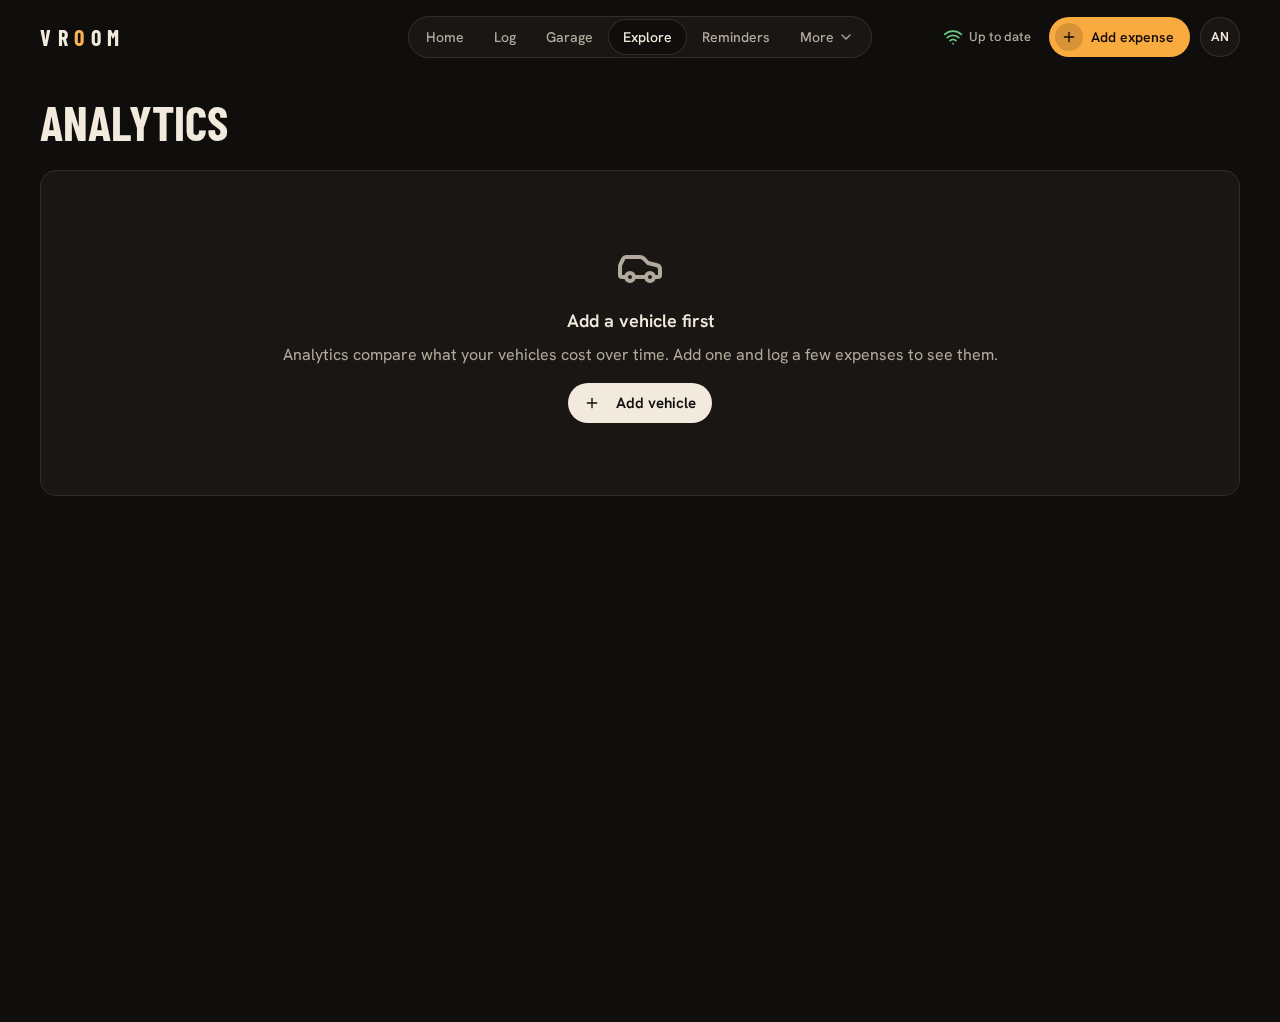 VROOM
Home Log Garage Explore Reminders More
Up to date
Add expense
AN
ANALYTICS
Add a vehicle first
Analytics compare what your vehicles cost over time. Add one and log a few expenses to see them.
Add vehicle